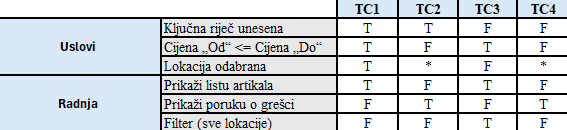 TC1 TC2 TC3 TC4
Uslovi
Ključna riječ unesena T T F F
Cijena „Od“ <= Cijena „Do“ T F T F
Lokacija odabrana T * F *
Radnja
Prikaži listu artikala T F T F
Prikaži poruku o grešci F T F T
Filter (sve lokacije) F F T F